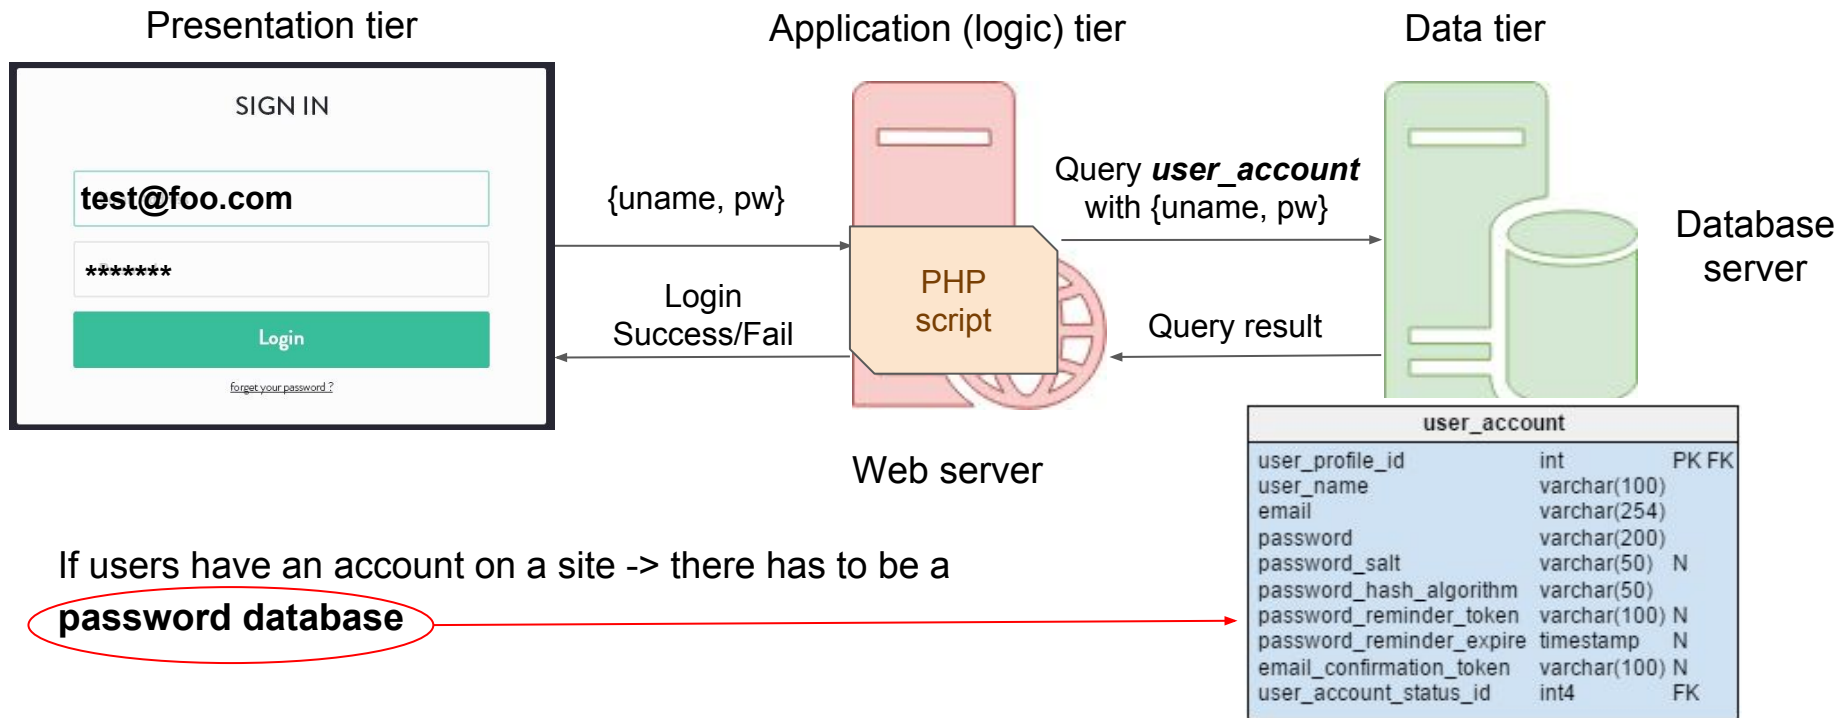 Presentation tier
Application (logic) tier
Data tier
SIGN IN
test@foo.com
*******
Login
forget your password ?
{uname, pw}
Login
Success/Fail
PHP
script
Web server
Query user_account
with {uname, pw}
Query result
Database
server
If users have an account on a site -> there has to be a
password database
user_account
user_profile_id int PK FK
user_name varchar(100)
email varchar(254)
password varchar(200)
password_salt varchar(50) N
password_hash_algorithm varchar(50)
password_reminder_token varchar(100) N
password_reminder_expire timestamp N
email_confirmation_token varchar(100) N
user_account_status_id int4 FK